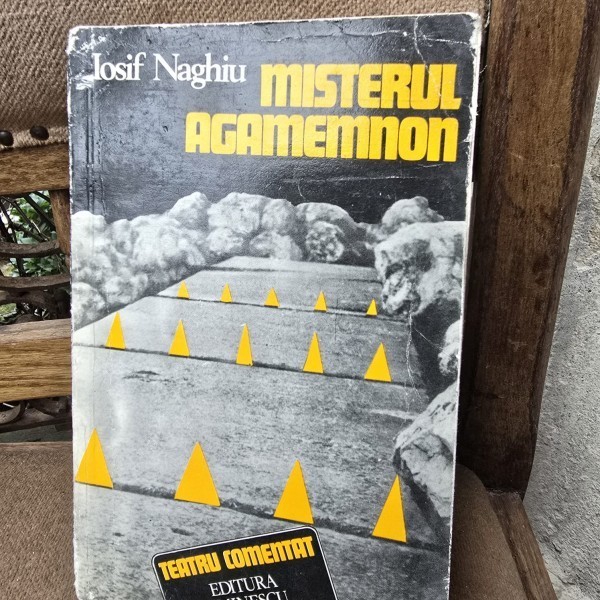 Iosif Naghiu
MISTERUL
AGAMEMNON
TEATRU COMENTAT
EDITURA